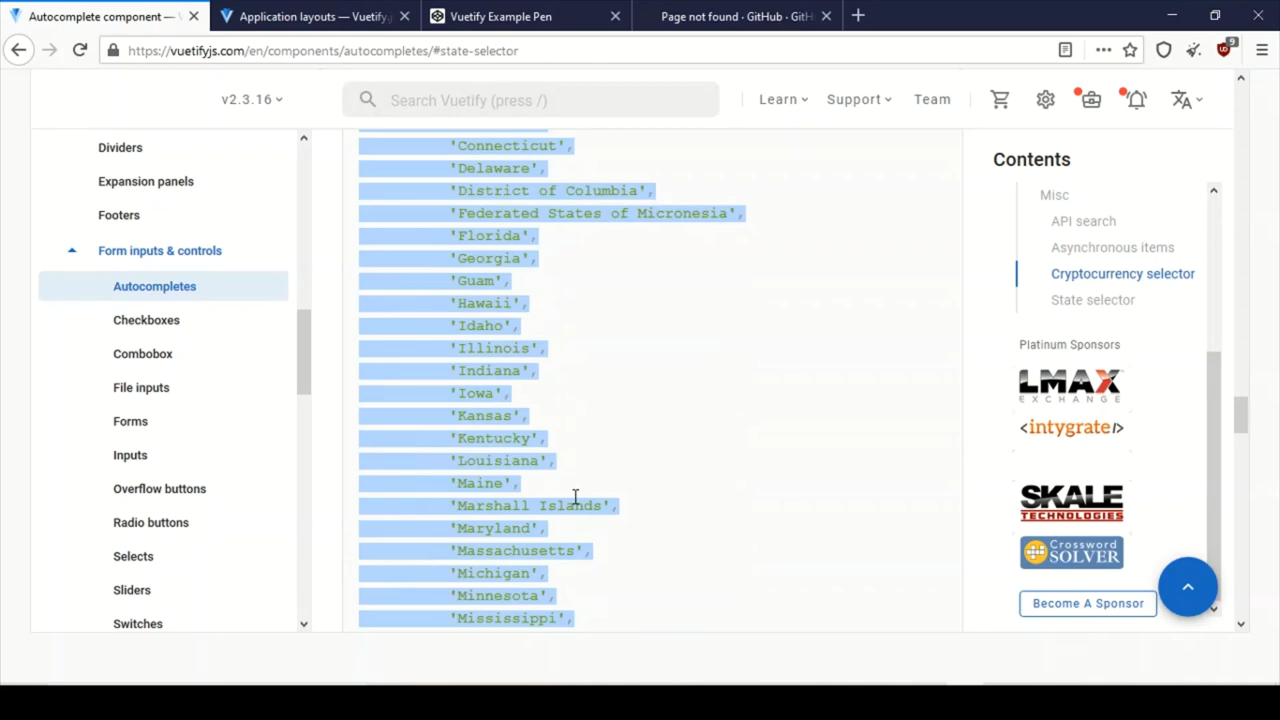 Autocomplete component —
Application layouts — Vuetify.j
Vuetify Example Pen
Page not found · GitHub · GitH
https://vuetifyjs.com/en/components/autocompletes/#state-selector
9
v2.3.16
Search Vuetify (press /)
Learn
Support
Team
Dividers
Expansion panels
Footers
Form inputs & controls
Autocompletes
Checkboxes
Combobox
File inputs
Forms
Inputs
Overflow buttons
Radio buttons
Selects
Sliders
Switches
'Connecticut',
'Delaware',
'District of Columbia',
'Federated States of Micronesia',
'Florida',
'Georgia',
'Guam',
'Hawaii',
'Idaho',
'Illinois',
'Indiana',
'Iowa',
'Kansas',
'Kentucky',
'Louisiana',
'Maine',
'Marshall Islands',
'Maryland',
'Massachusetts',
'Michigan',
'Minnesota',
'Mississippi',
Contents
Misc
API search
Asynchronous items
Cryptocurrency selector
State selector
Platinum Sponsors
LMAX
EXCHANGE
<intygrate/>
SKALE
TECHNOLOGIES
Crossword
SOLVER
Become A Sponsor